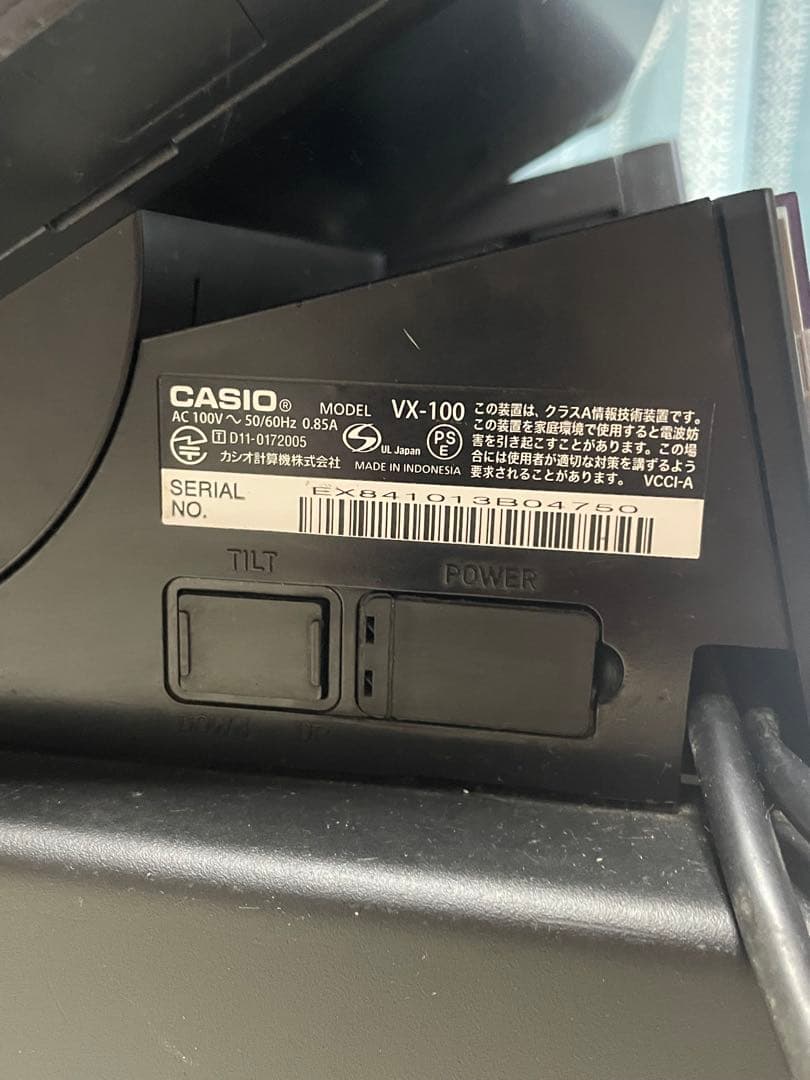 CASIO® MODEL VX-100
AC 100V～ 50/60Hz 0.85A
T D11-0172005
UL Japan
PS E
カシオ計算機株式会社 MADE IN INDONESIA
この装置は、クラスA情報技術装置です。
この装置を家庭環境で使用すると電波妨
害を引き起こすことがあります。この場
合には使用者が適切な対策を講ずるよう
要求されることがあります。 VCCI-A
SERIAL
NO.
EX841013B04750
TILT
POWER
DOWN UP